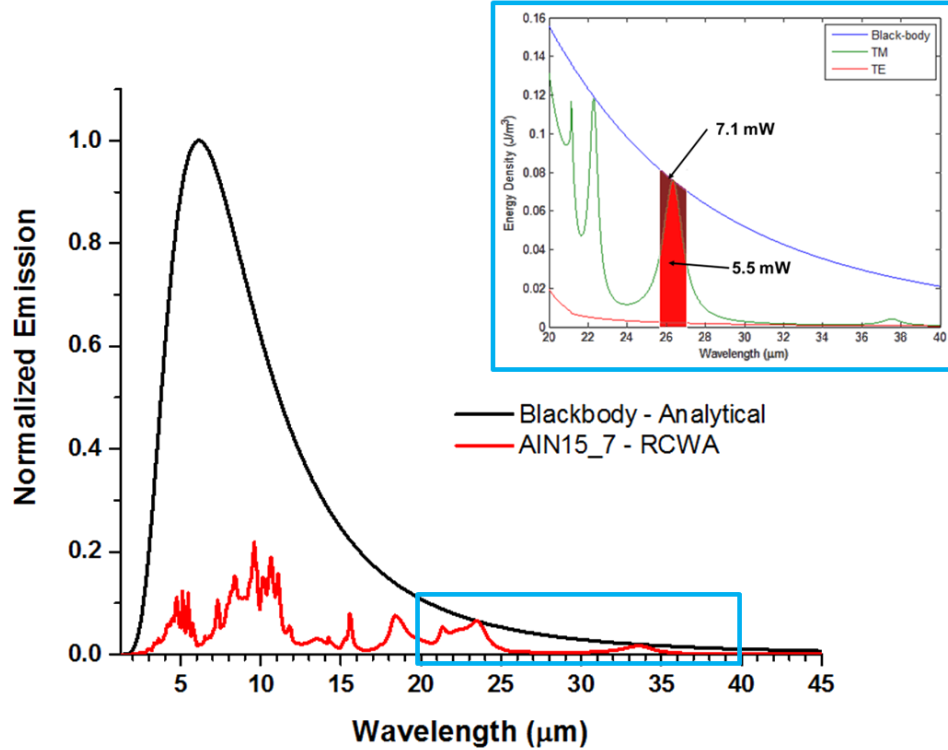 0.16
0.14
0.12
0.1
0.08
0.06
0.04
0.02
0
Energy Density (J/m³)
Black-body
TM
TE
7.1 mW
5.5 mW
20 22 24 26 28 30 32 34 36 38 40
Wavelength (μm)
1.0
0.8
0.6
0.4
0.2
0.0
Normalized Emission
Blackbody - Analytical
AlN15_7 - RCWA
5 10 15 20 25 30 35 40 45
Wavelength (μm)